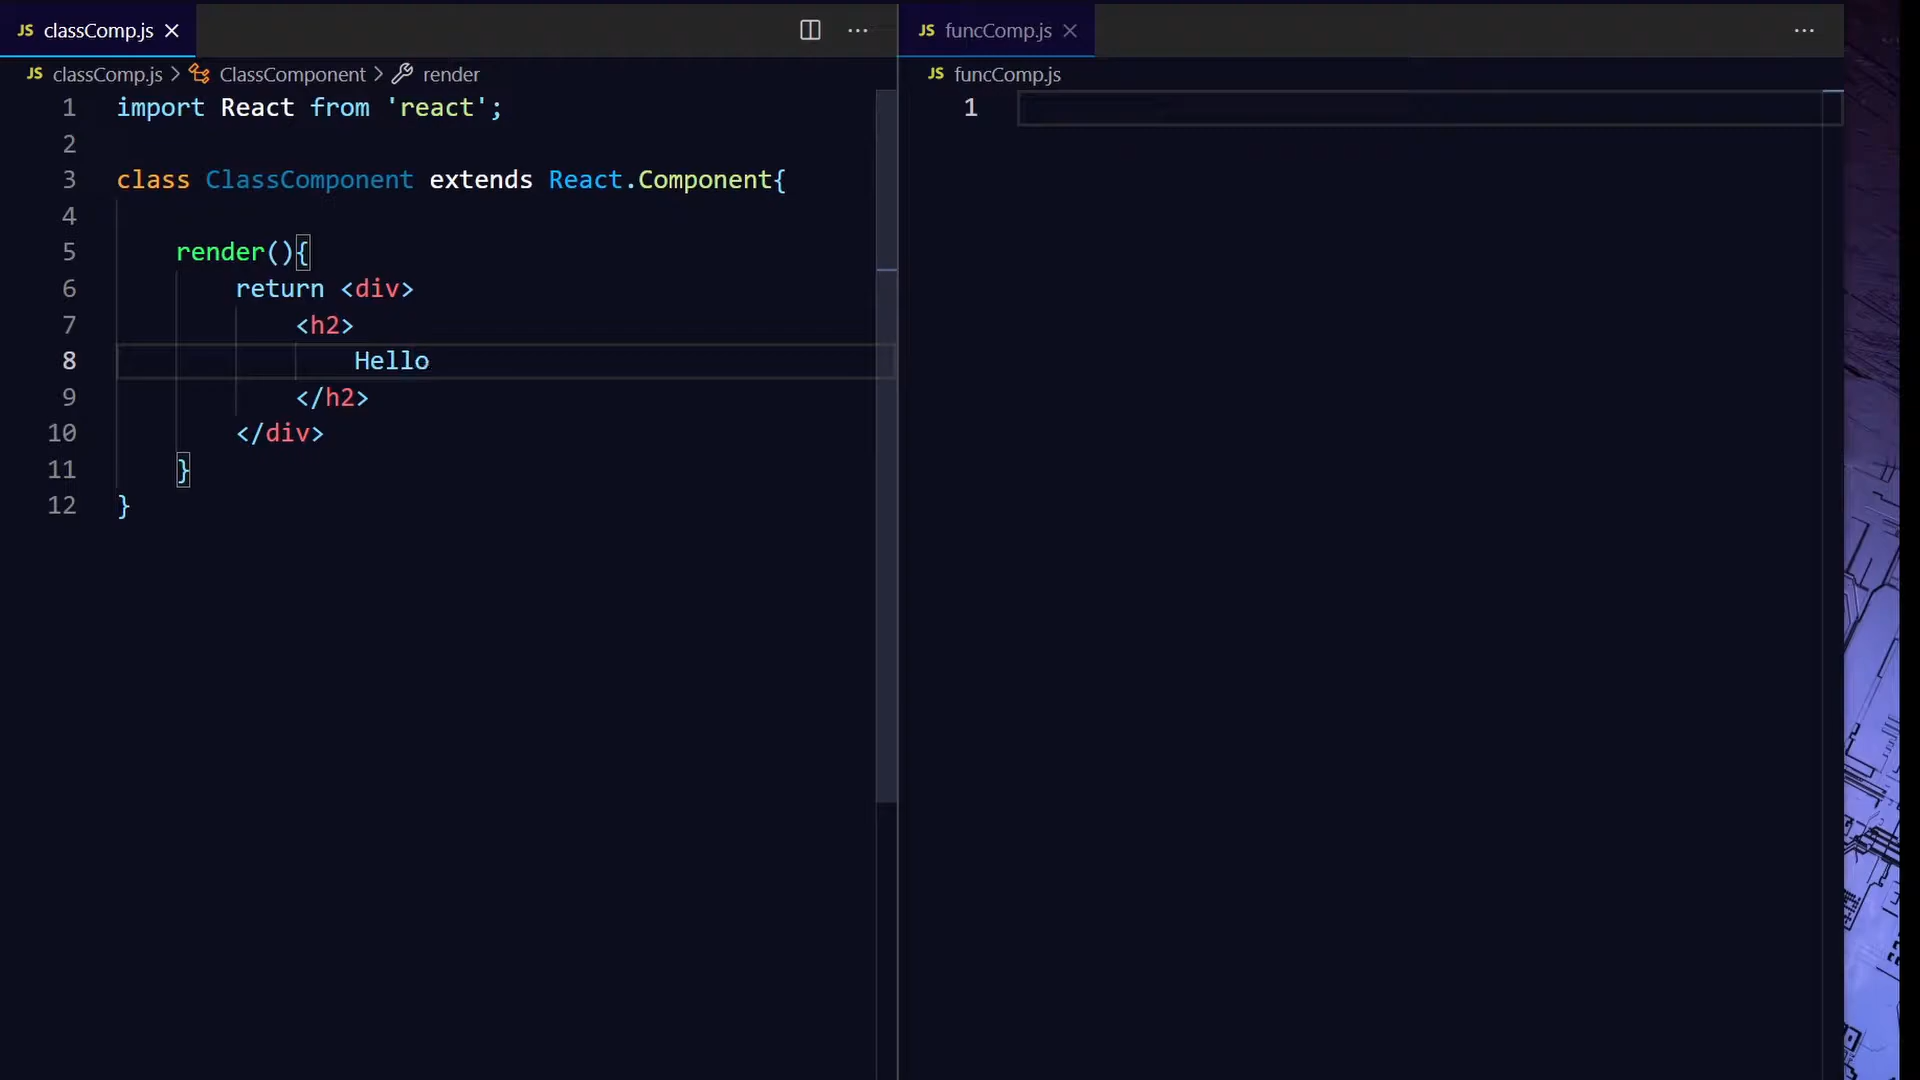 JS classComp.js
JS classComp.js > ClassComponent > render
1 import React from 'react';
2
3 class ClassComponent extends React.Component{
4
5 render(){
6 return <div>
7 <h2>
8 Hello
9 </h2>
10 </div>
11 }
12 }
JS funcComp.js
JS funcComp.js
1